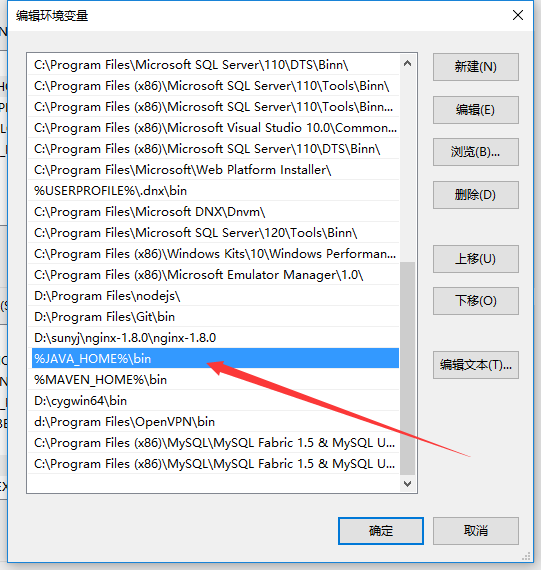 编辑环境变量
C:\Program Files\Microsoft SQL Server\110\DTS\Binn\
C:\Program Files (x86)\Microsoft SQL Server\110\Tools\Binn\
C:\Program Files (x86)\Microsoft SQL Server\110\Tools\Binn...
C:\Program Files (x86)\Microsoft Visual Studio 10.0\Common...
C:\Program Files (x86)\Microsoft SQL Server\110\DTS\Binn\
C:\Program Files\Microsoft\Web Platform Installer\
%USERPROFILE%\.dnx\bin
C:\Program Files\Microsoft DNX\Dnvm\
C:\Program Files\Microsoft SQL Server\120\Tools\Binn\
C:\Program Files (x86)\Windows Kits\10\Windows Performan...
C:\Program Files (x86)\Microsoft Emulator Manager\1.0\
D:\Program Files\nodejs\
D:\Program Files\Git\bin
D:\sunyj\nginx-1.8.0\nginx-1.8.0
%JAVA_HOME%\bin
%MAVEN_HOME%\bin
D:\cygwin64\bin
d:\Program Files\OpenVPN\bin
C:\Program Files (x86)\MySQL\MySQL Fabric 1.5 & MySQL U...
C:\Program Files (x86)\MySQL\MySQL Fabric 1.5 & MySQL U...
新建(N)
编辑(E)
浏览(B)...
删除(D)
上移(U)
下移(O)
编辑文本(T)...
确定
取消